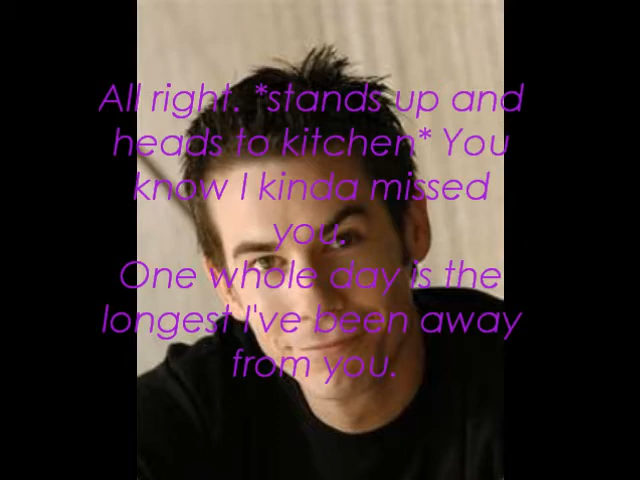 All right. *stands up and
heads to kitchen* You
know I kinda missed
you.
One whole day is the
longest I've been away
from you.